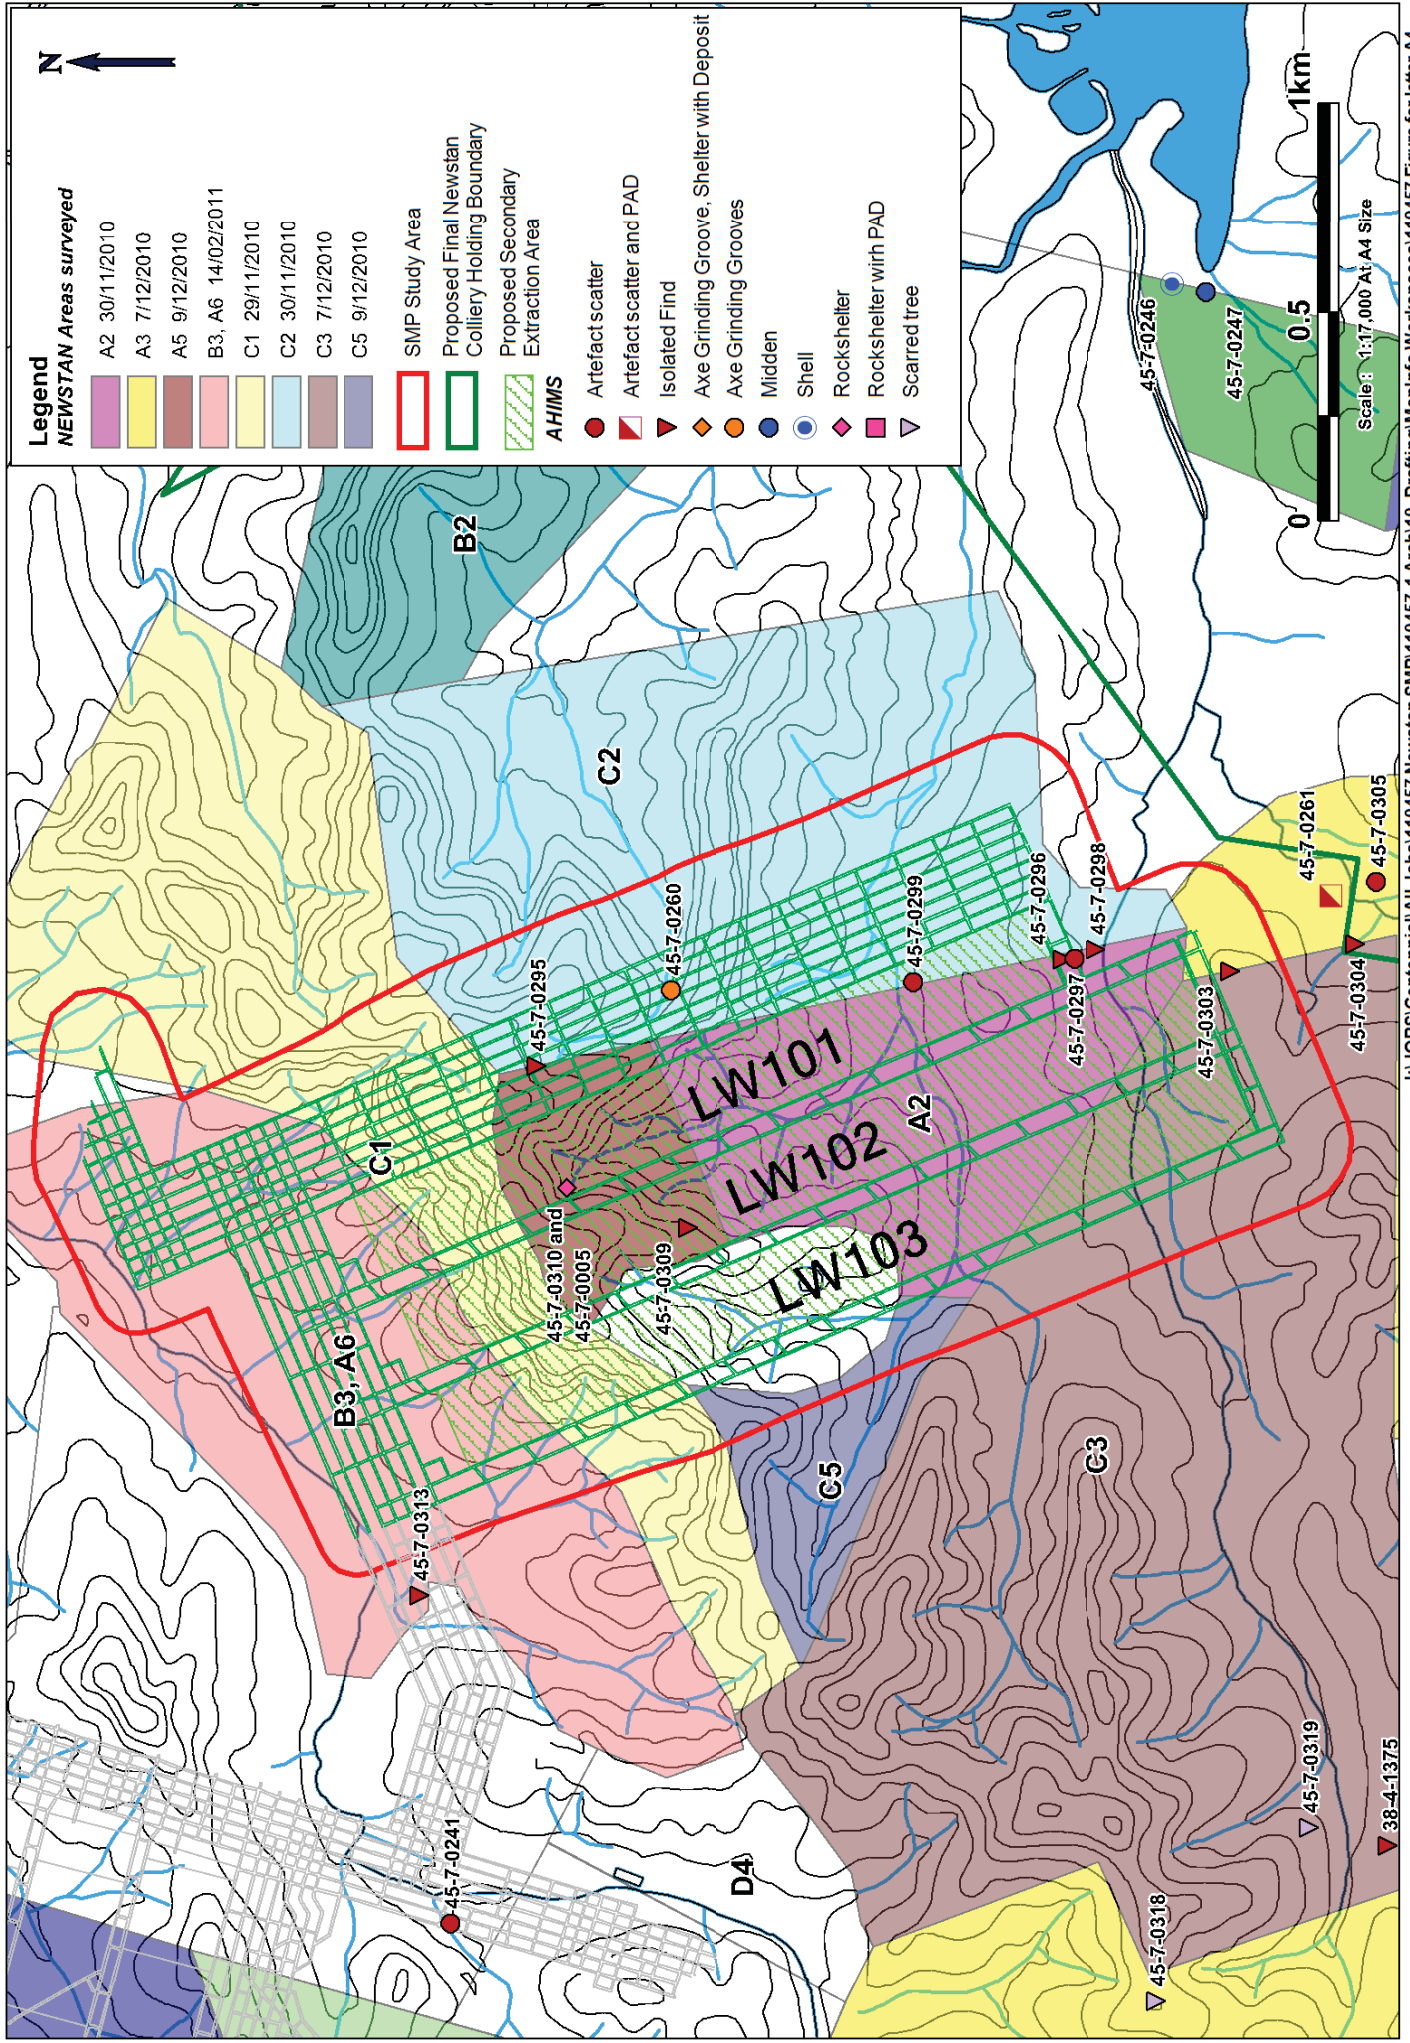 Legend
NEWSTAN Areas surveyed
A2 30/11/2010
A3 7/12/2010
A5 9/12/2010
B3, A6 14/02/2011
C1 29/11/2010
C2 30/11/2010
C3 7/12/2010
C5 9/12/2010
SMP Study Area
Proposed Final Newstan
Colliery Holding Boundary
Proposed Secondary
Extraction Area
AHIMS
Artefact scatter
Artefact scatter and PAD
Isolated Find
Axe Grinding Groove, Shelter with Deposit
Axe Grinding Grooves
Midden
Shell
Rockshelter
Rockshelter wirh PAD
Scarred tree
N
B2
C2
C1
B3, A6
A2
C5
C3
D4
LW101
LW102
LW103
45-7-0241
45-7-0313
45-7-0295
45-7-0260
45-7-0310 and
45-7-0005
45-7-0309
45-7-0299
45-7-0296
45-7-0297
45-7-0298
45-7-0303
45-7-0304
45-7-0261
45-7-0305
45-7-0246
45-7-0247
45-7-0318
45-7-0319
38-4-1375
0
0.5
1km
Scale : 1:17,000 At A4 Size